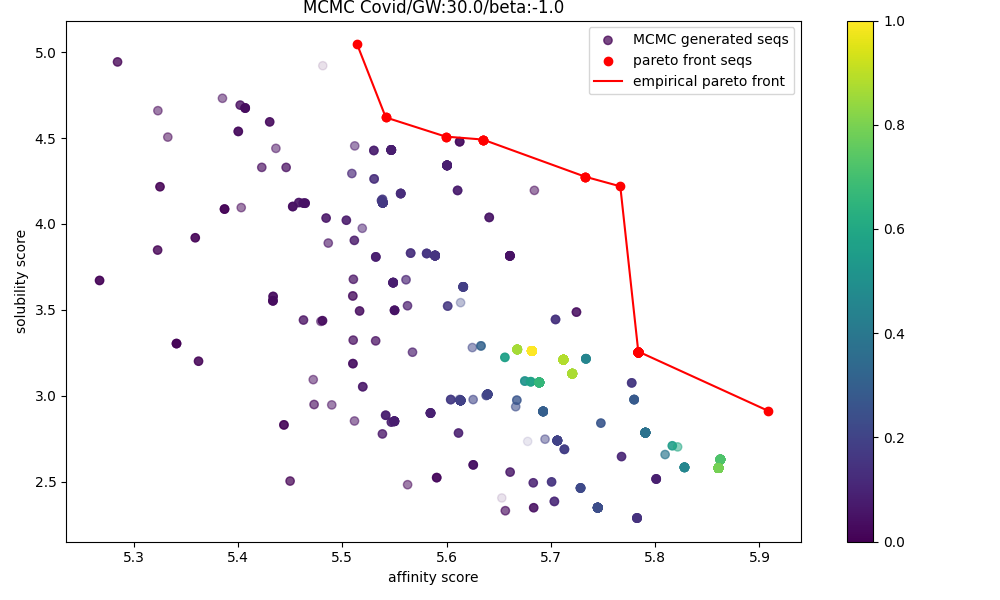 MCMC Covid/GW:30.0/beta:-1.0
MCMC generated seqs
pareto front seqs
empirical pareto front
solubility score
5.0
4.5
4.0
3.5
3.0
2.5
5.3 5.4 5.5 5.6 5.7 5.8 5.9
affinity score
1.0
0.8
0.6
0.4
0.2
0.0